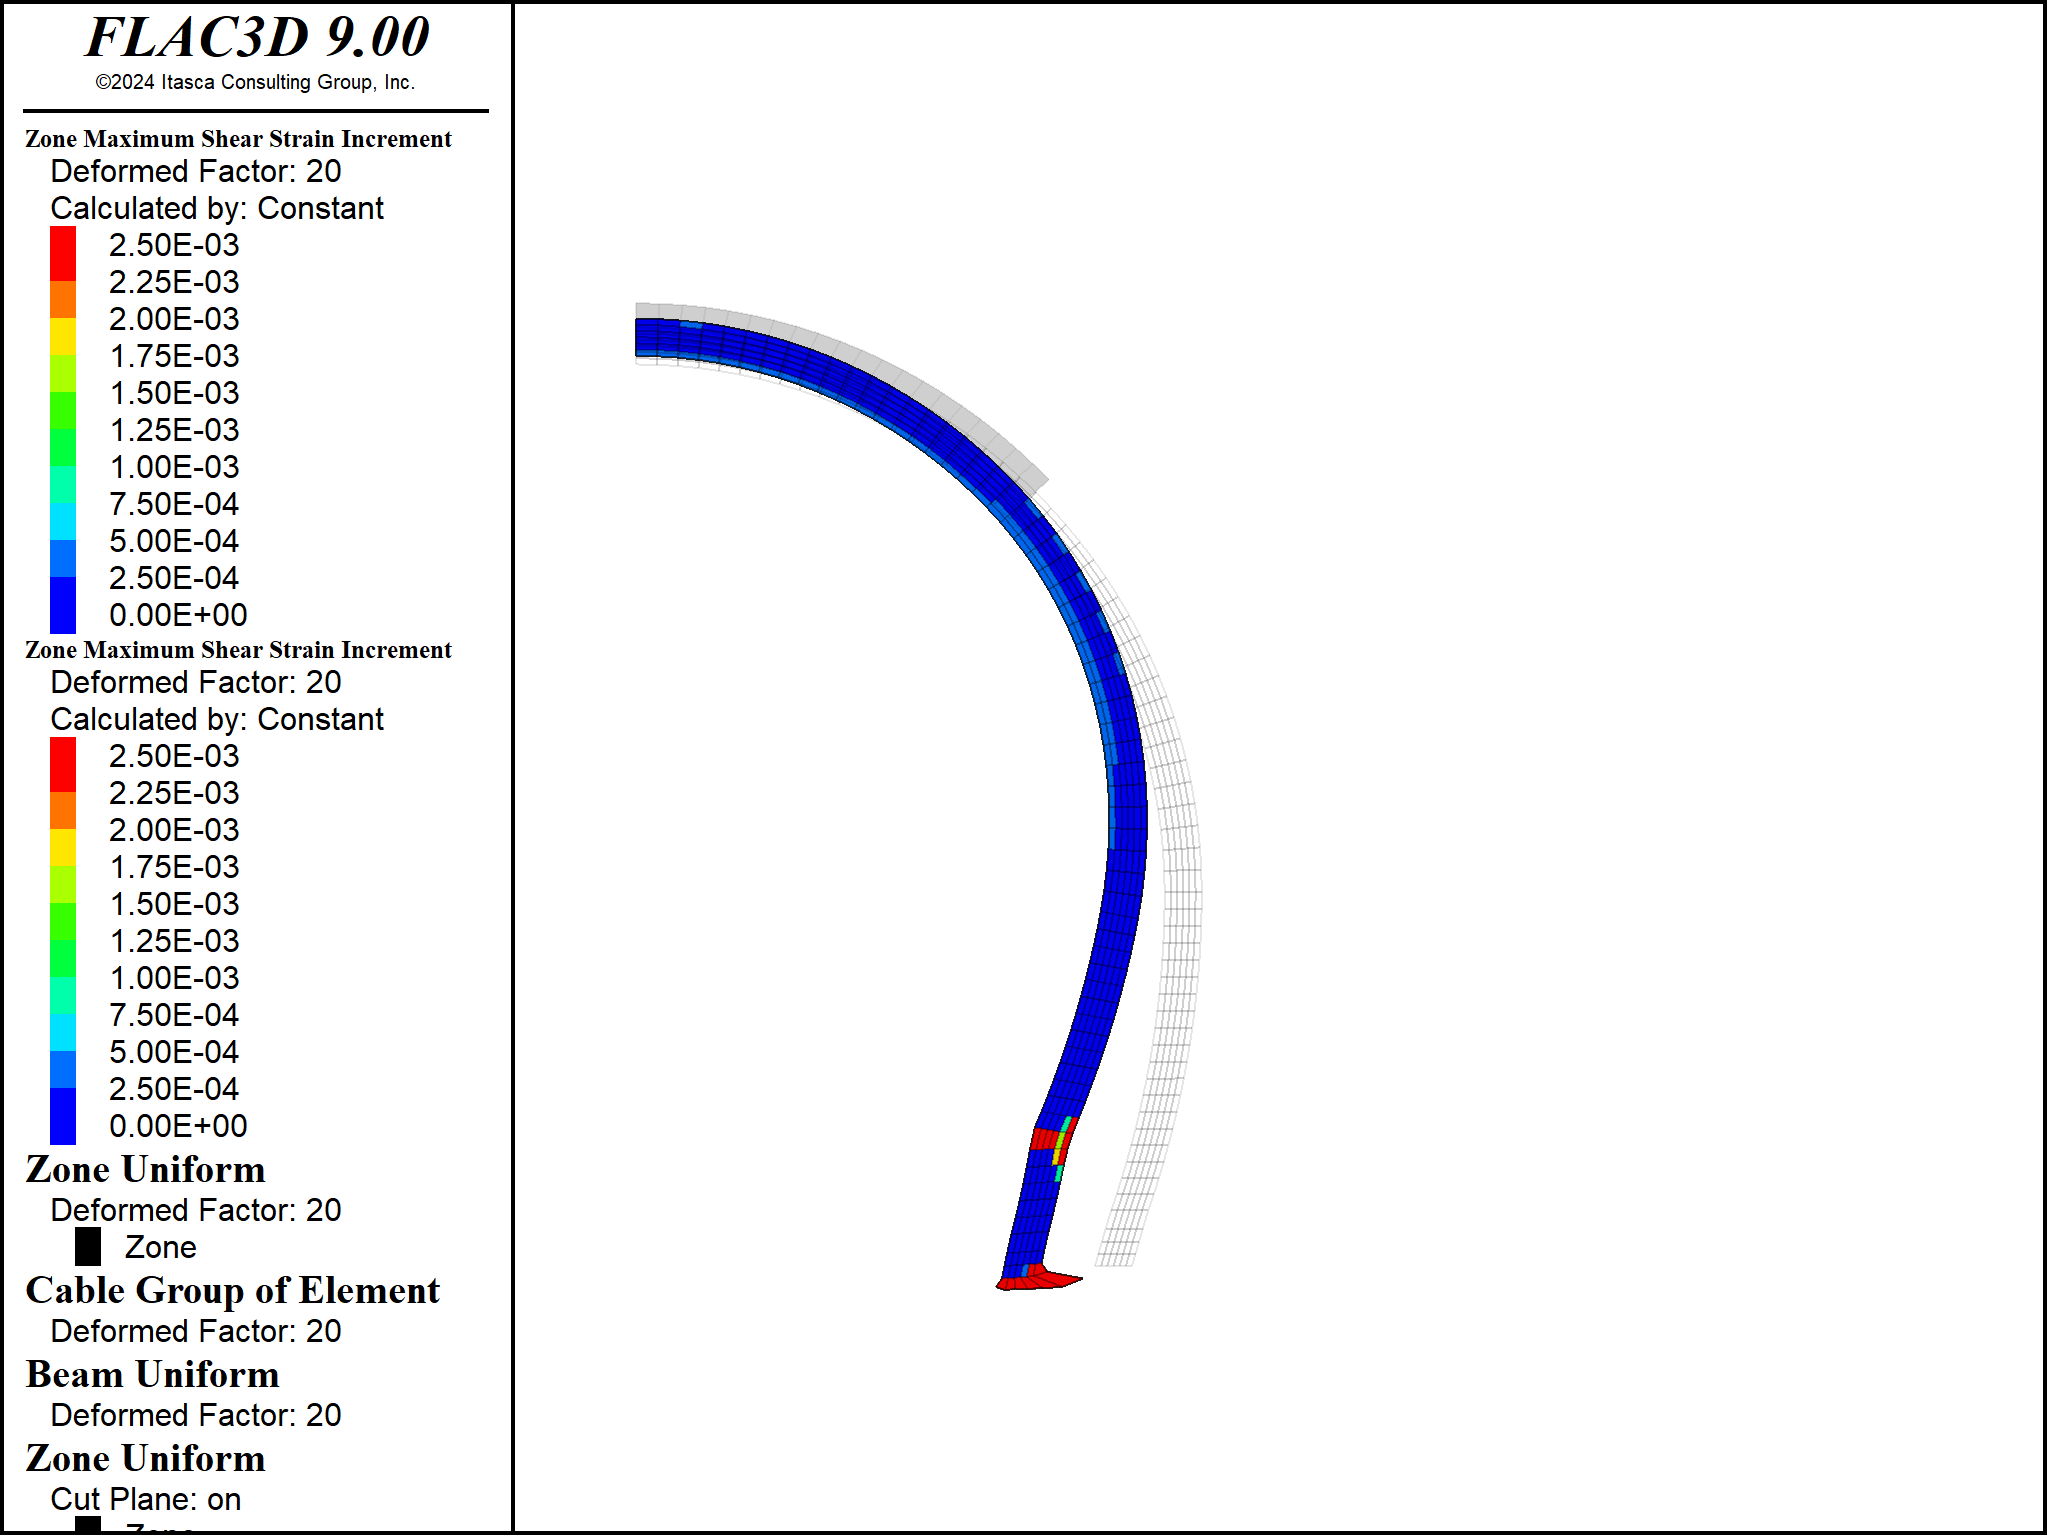 FLAC3D 9.00
©2024 Itasca Consulting Group, Inc.
Zone Maximum Shear Strain Increment
Deformed Factor: 20
Calculated by: Constant
2.50E-03
2.25E-03
2.00E-03
1.75E-03
1.50E-03
1.25E-03
1.00E-03
7.50E-04
5.00E-04
2.50E-04
0.00E+00
Zone Maximum Shear Strain Increment
Deformed Factor: 20
Calculated by: Constant
2.50E-03
2.25E-03
2.00E-03
1.75E-03
1.50E-03
1.25E-03
1.00E-03
7.50E-04
5.00E-04
2.50E-04
0.00E+00
Zone Uniform
Deformed Factor: 20
Zone
Cable Group of Element
Deformed Factor: 20
Beam Uniform
Deformed Factor: 20
Zone Uniform
Cut Plane: on